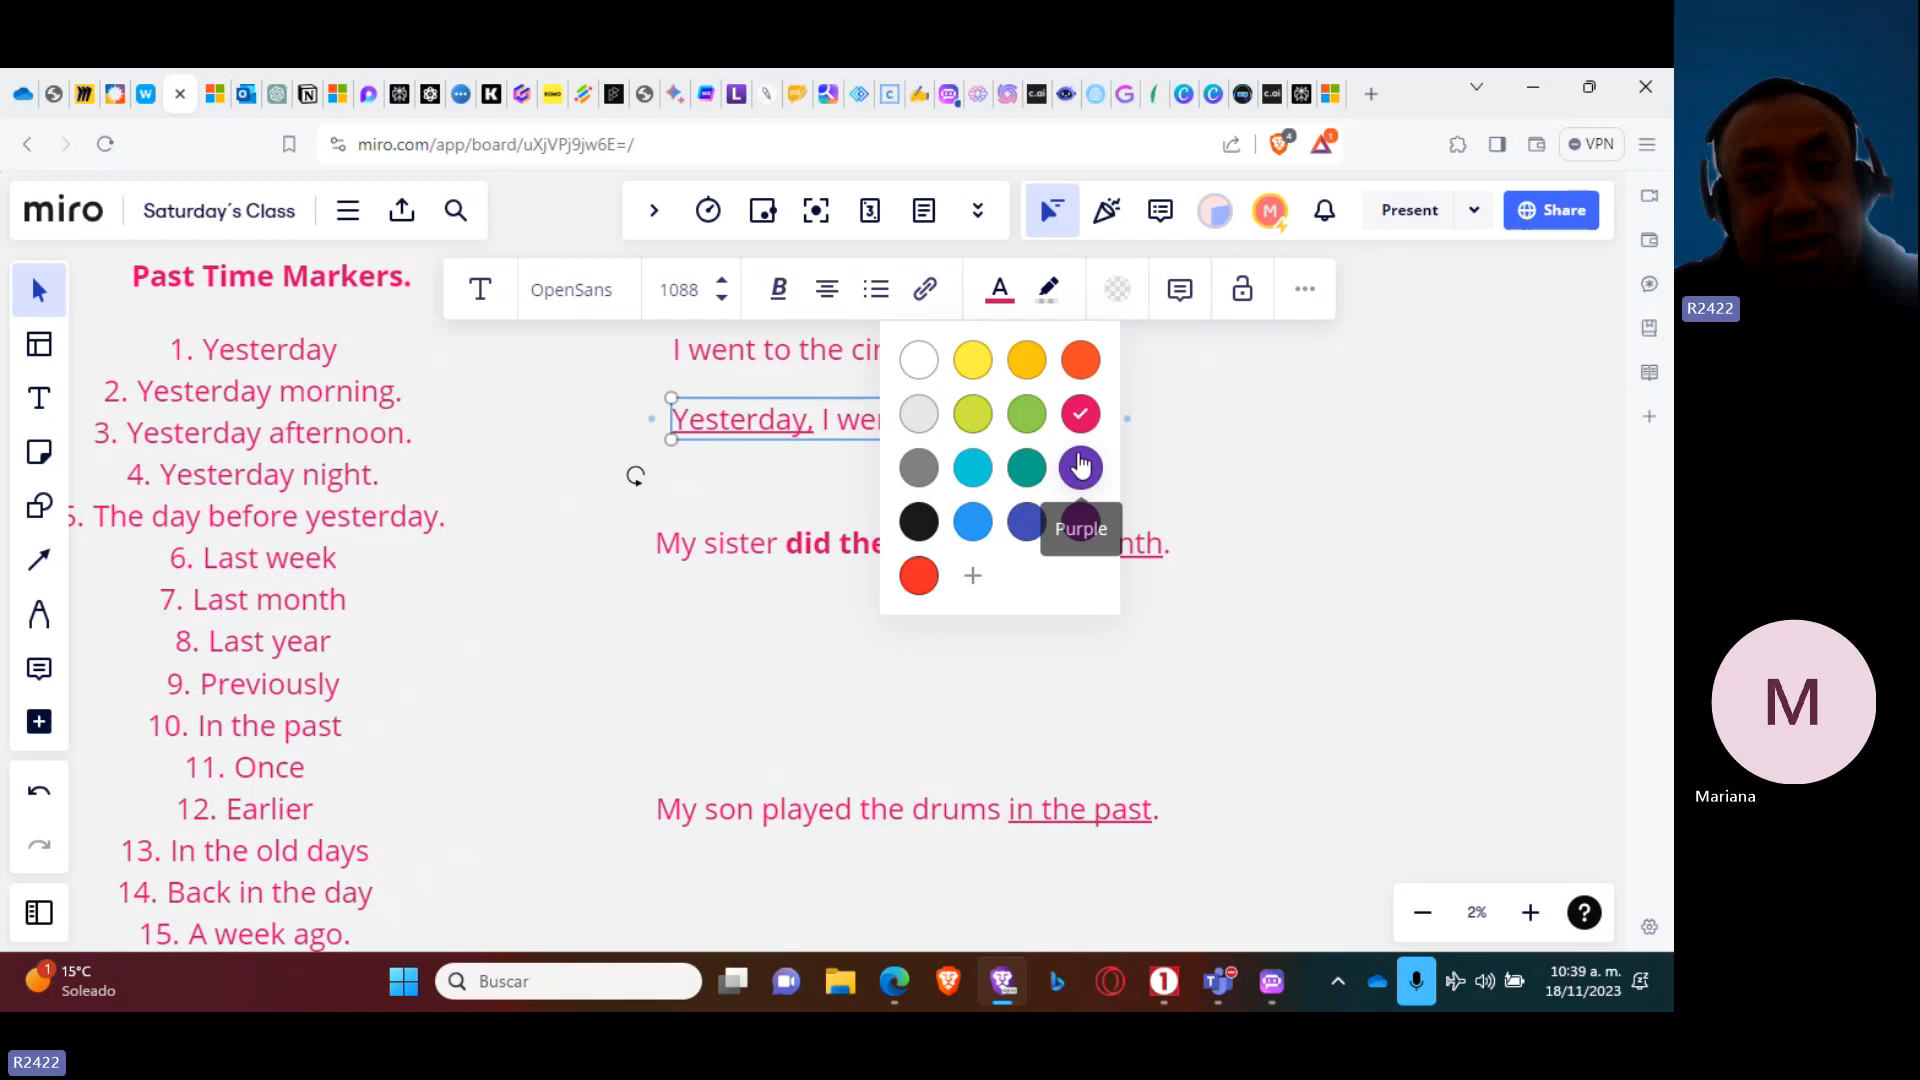 miro.com/app/board/uXjVPj9jw6E=/
VPN
miro
Saturday´s Class
Present
Share
OpenSans
1088
Past Time Markers.
1. Yesterday
2. Yesterday morning.
3. Yesterday afternoon.
4. Yesterday night.
5. The day before yesterday.
6. Last week
7. Last month
8. Last year
9. Previously
10. In the past
11. Once
12. Earlier
13. In the old days
14. Back in the day
15. A week ago.
I went to the
Yesterday, I
My sister did
Purple
My son played the drums in the past.
2%
R2422
M
Mariana
15°C
Soleado
Buscar
10:39 a. m.
18/11/2023
R2422